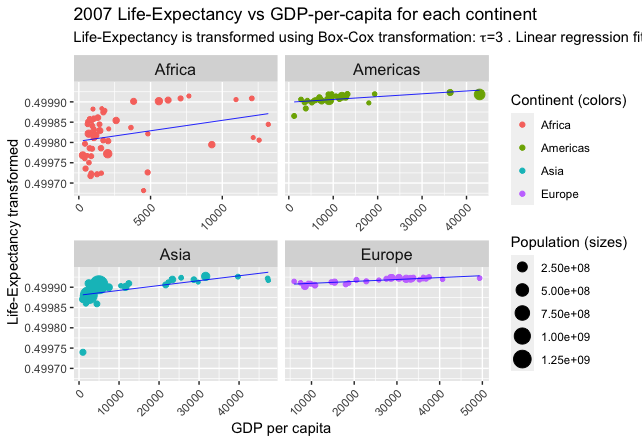 2007 Life-Expectancy vs GDP-per-capita for each continent
Life-Expectancy is transformed using Box-Cox transformation: τ=3 . Linear regression fit
Africa
Americas
0.49990
0.49985
0.49980
0.49975
0.49970
0
5000
10000
0
10000
20000
30000
40000
Asia
Europe
0.49990
0.49985
0.49980
0.49975
0.49970
0
10000
20000
30000
40000
10000
20000
30000
40000
50000
Life-Expectancy transformed
GDP per capita
Continent (colors)
Africa
Americas
Asia
Europe
Population (sizes)
2.50e+08
5.00e+08
7.50e+08
1.00e+09
1.25e+09